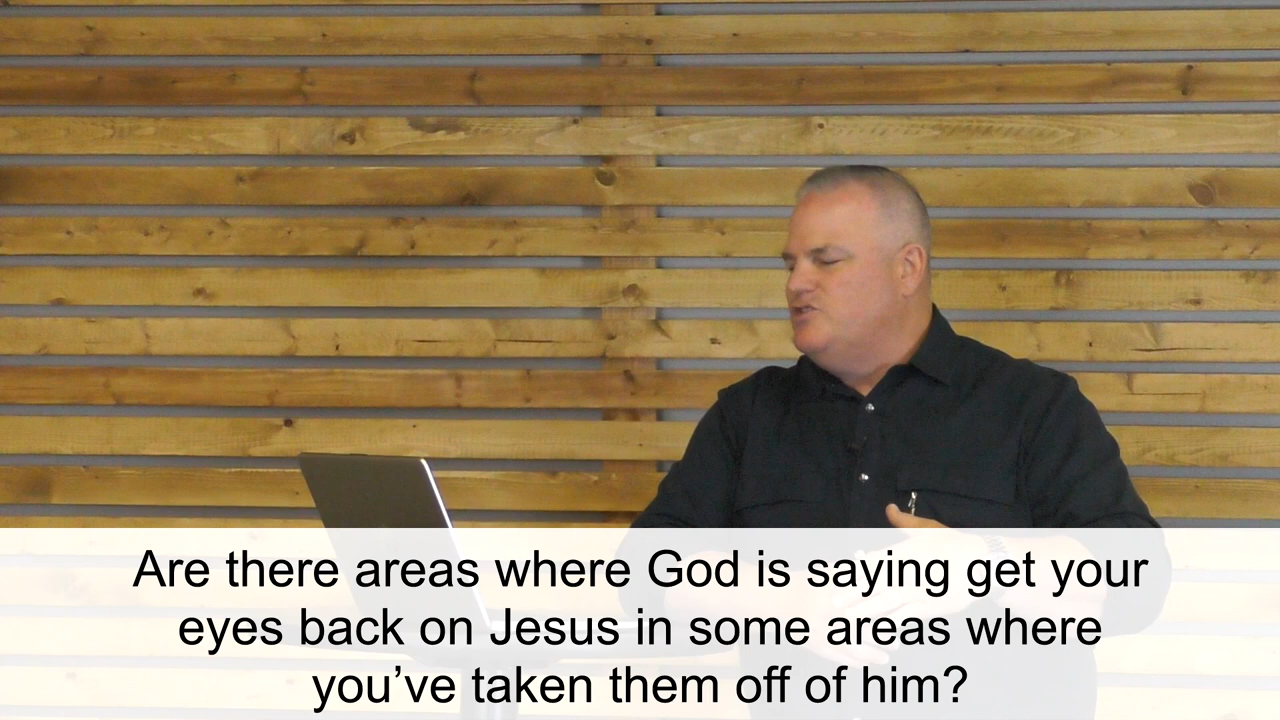 Are there areas where God is saying get your
eyes back on Jesus in some areas where
you’ve taken them off of him?